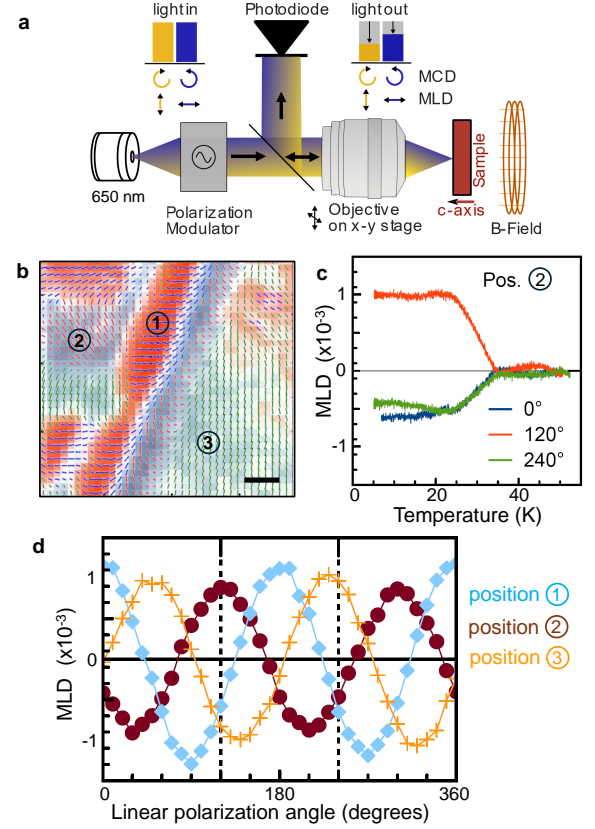 a
light in
Photodiode
light out
MCD
MLD
650 nm
Polarization
Modulator
Objective
on x-y stage
Sample
c-axis
B-Field
b
1
2
3
c
Pos. 2
MLD (x10⁻³)
1
0
-1
0°
120°
240°
0
20
40
Temperature (K)
d
MLD (x10⁻³)
1
0
-1
0
180
360
Linear polarization angle (degrees)
position 1
position 2
position 3